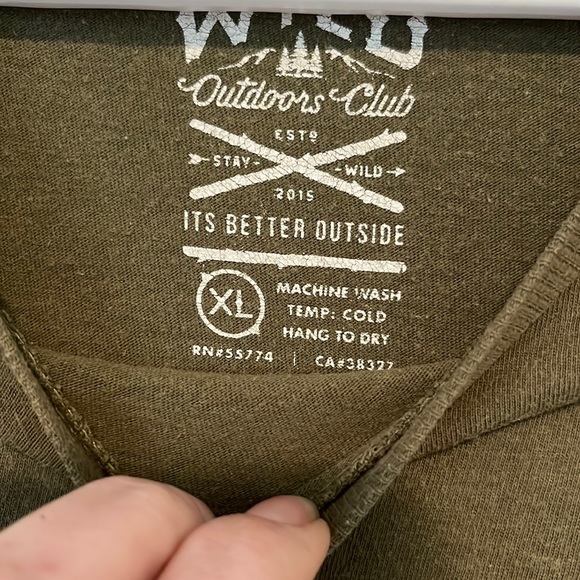 WILD
Outdoors Club
ESTD
STAY - WILD
2015
ITS BETTER OUTSIDE
XL
MACHINE WASH
TEMP: COLD
HANG TO DRY
RN#55774 | CA#38327